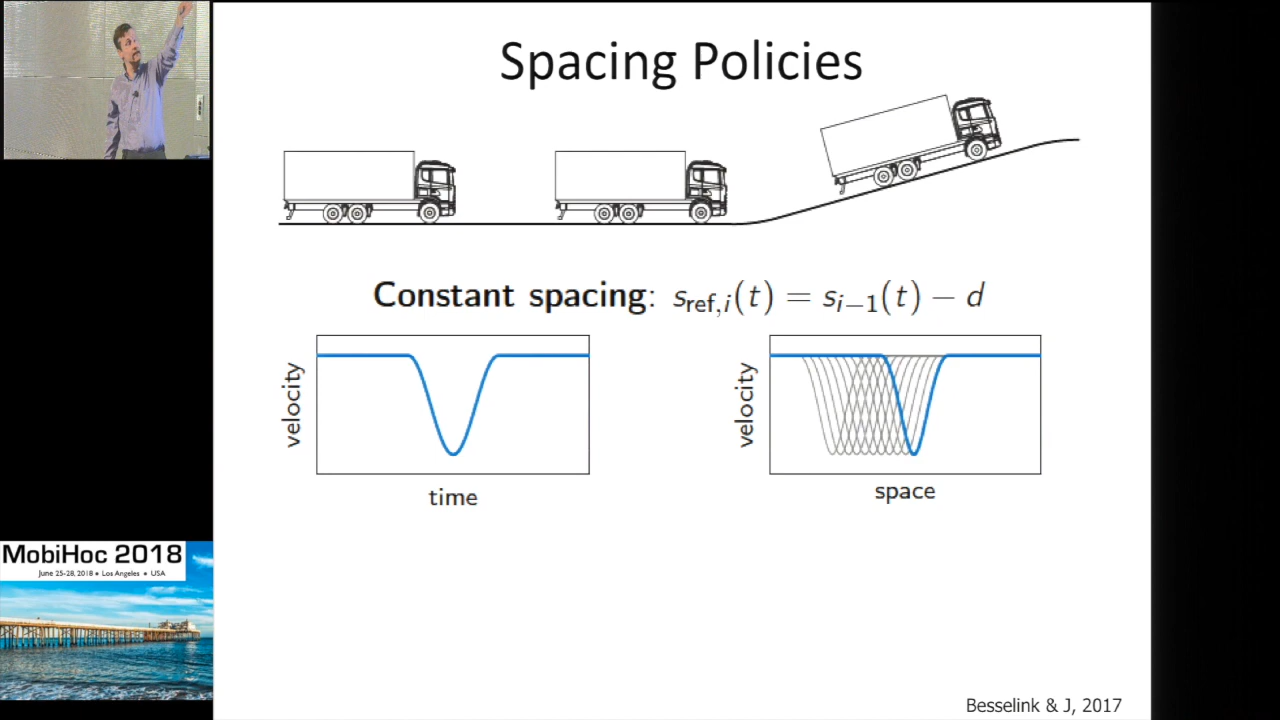 Spacing Policies
Constant spacing: s_ref,i(t) = s_i−1(t) − d
velocity
time
velocity
space
MobiHoc 2018
June 25-28, 2018 • Los Angeles • USA
Besselink & J, 2017